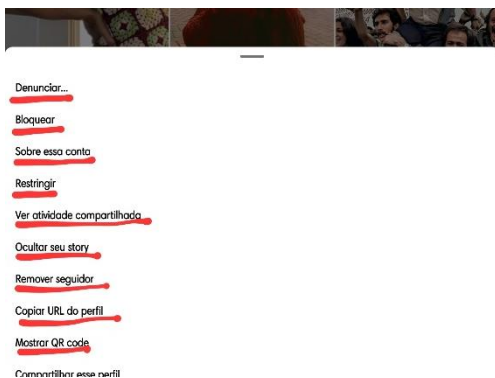 Denunciar...
Bloquear
Sobre essa conta
Restringir
Ver atividade compartilhada
Ocultar seu story
Remover seguidor
Copiar URL do perfil
Mostrar QR code
Compartilhar esse perfil